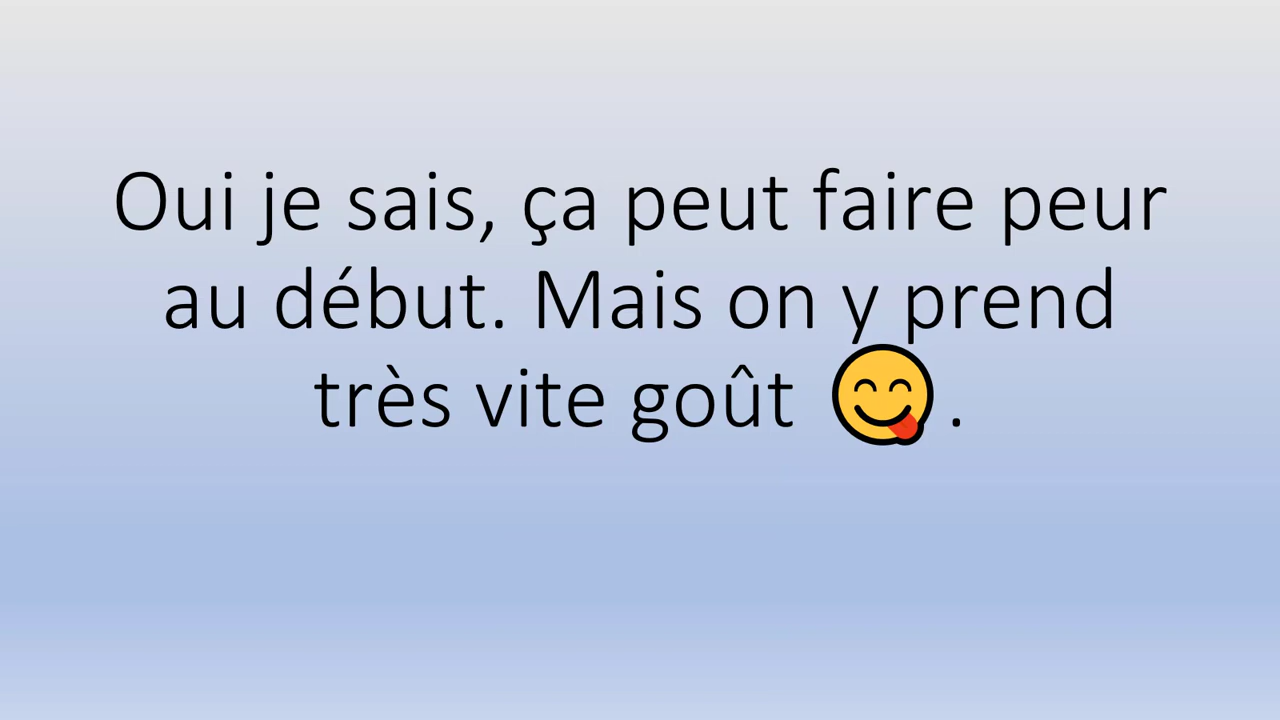 Oui je sais, ça peut faire peur
au début. Mais on y prend
très vite goût 😋.